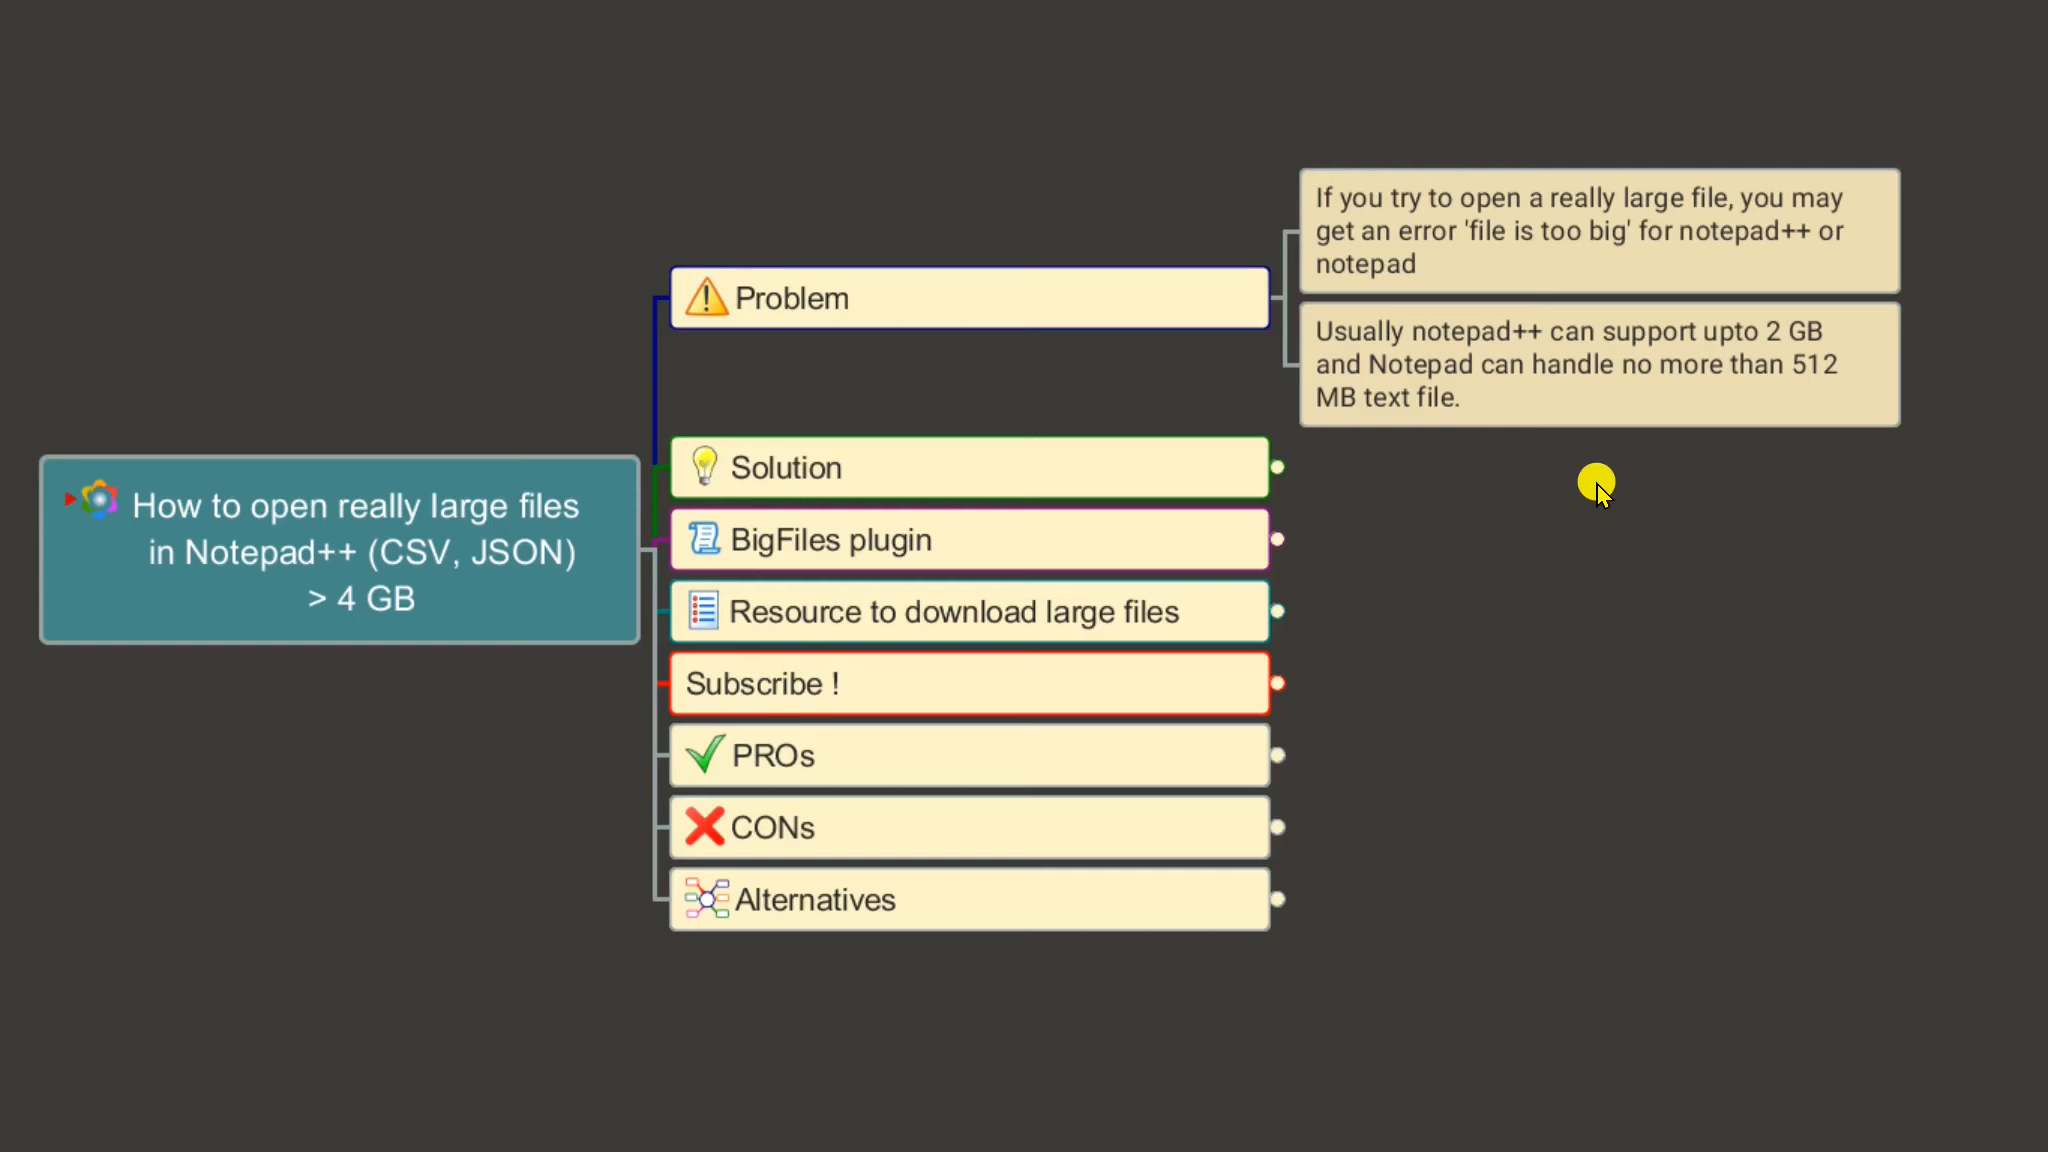 How to open really large files
in Notepad++ (CSV, JSON)
> 4 GB
Problem
If you try to open a really large file, you may
get an error 'file is too big' for notepad++ or
notepad
Usually notepad++ can support upto 2 GB
and Notepad can handle no more than 512
MB text file.
Solution
BigFiles plugin
Resource to download large files
Subscribe !
PROs
CONs
Alternatives